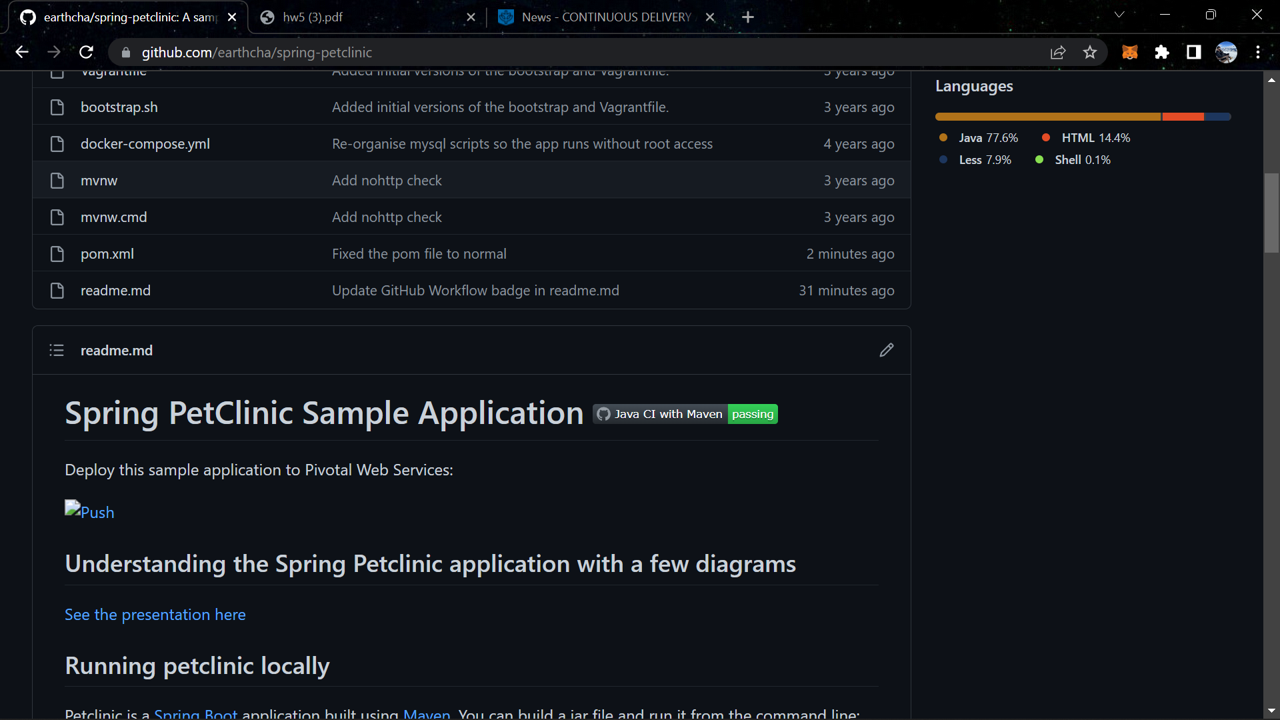 earthcha/spring-petclinic: A sam
hw5 (3).pdf
News - CONTINUOUS DELIVERY
github.com/earthcha/spring-petclinic
Vagrantfile Added initial versions of the bootstrap and Vagrantfile. 3 years ago
bootstrap.sh Added initial versions of the bootstrap and Vagrantfile. 3 years ago
docker-compose.yml Re-organise mysql scripts so the app runs without root access 4 years ago
mvnw Add nohttp check 3 years ago
mvnw.cmd Add nohttp check 3 years ago
pom.xml Fixed the pom file to normal 2 minutes ago
readme.md Update GitHub Workflow badge in readme.md 31 minutes ago
Languages
Java 77.6% HTML 14.4%
Less 7.9% Shell 0.1%
readme.md
Spring PetClinic Sample Application Java CI with Maven passing
Deploy this sample application to Pivotal Web Services:
Push
Understanding the Spring Petclinic application with a few diagrams
See the presentation here
Running petclinic locally
Petclinic is a Spring Boot application built using Maven. You can build a jar file and run it from the command line: